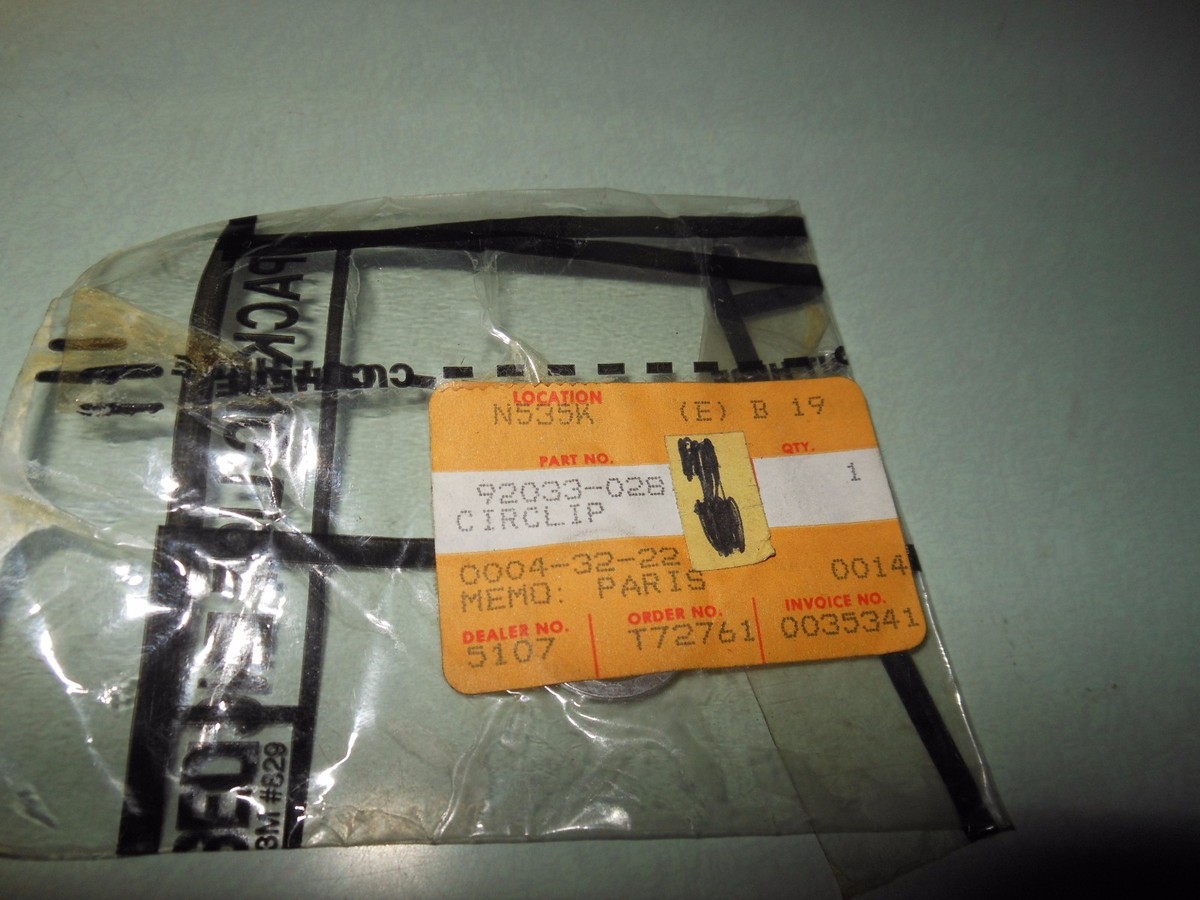 LOCATION
N535K (E) B 19
PART NO. QTY.
92033-028 1
CIRCLIP
0004-32-22 0014
MEMO: PARIS
DEALER NO. ORDER NO. INVOICE NO.
5107 T72761 0035341
3M #629